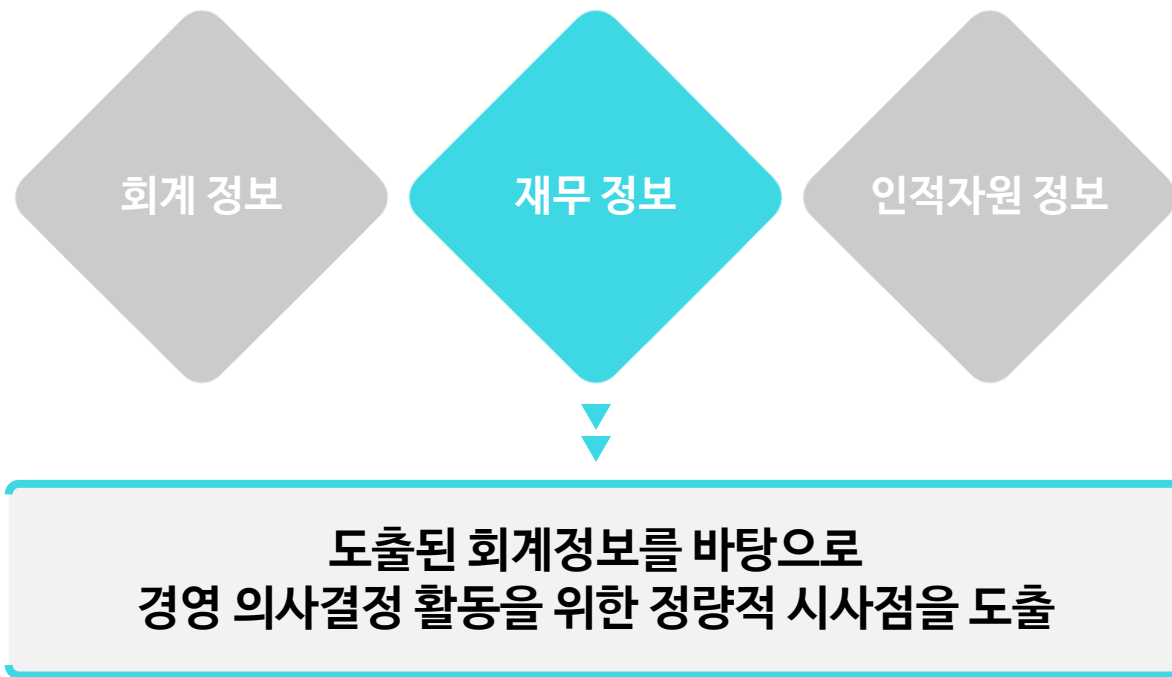 회계 정보
재무 정보
인적자원 정보
도출된 회계정보를 바탕으로
경영 의사결정 활동을 위한 정량적 시사점을 도출